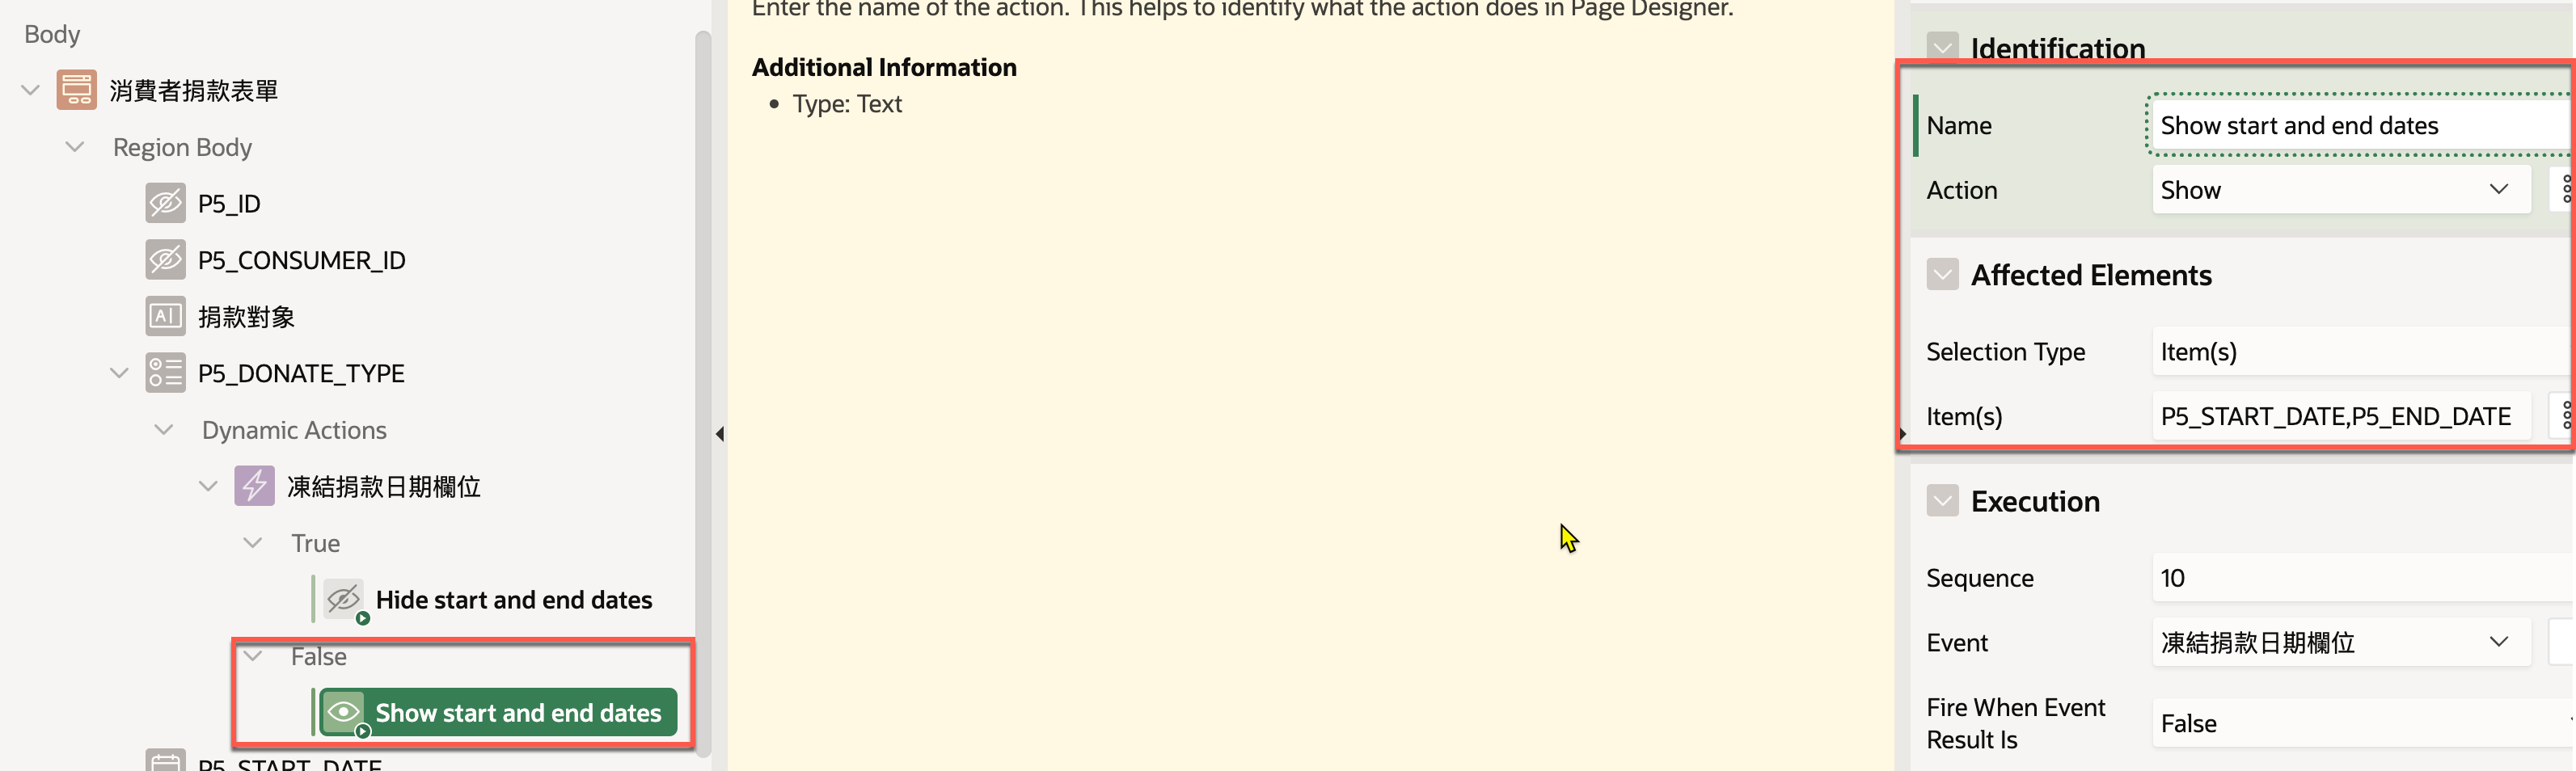 Body
消費者捐款表單
Region Body
P5_ID
P5_CONSUMER_ID
捐款對象
P5_DONATE_TYPE
Dynamic Actions
凍結捐款日期欄位
True
Hide start and end dates
False
Show start and end dates
P5_START_DATE
Enter the name of the action. This helps to identify what the action does in Page Designer.
Additional Information
• Type: Text
Identification
Name Show start and end dates
Action Show
Affected Elements
Selection Type Item(s)
Item(s) P5_START_DATE,P5_END_DATE
Execution
Sequence 10
Event 凍結捐款日期欄位
Fire When Event Result Is False